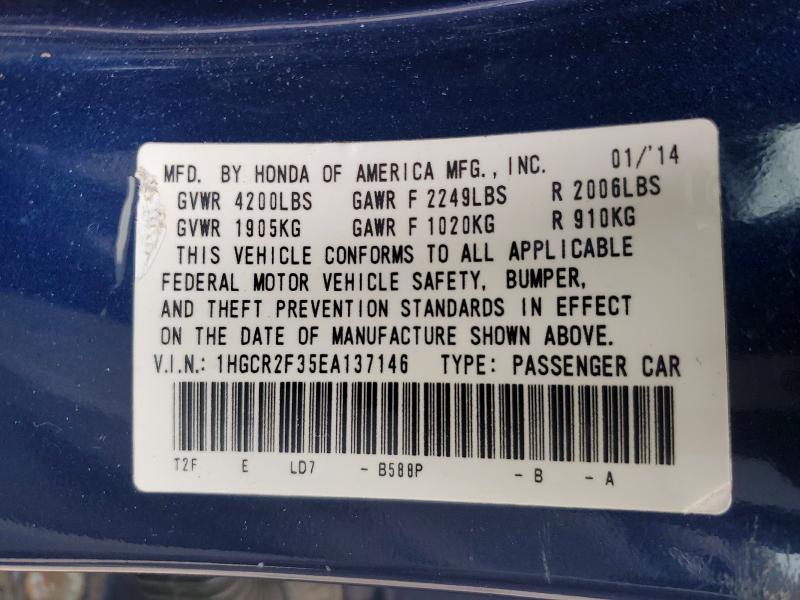 MFD. BY HONDA OF AMERICA MFG., INC. 01/'14
GVWR 4200LBS GAWR F 2249LBS R 2006LBS
GVWR 1905KG GAWR F 1020KG R 910KG
THIS VEHICLE CONFORMS TO ALL APPLICABLE
FEDERAL MOTOR VEHICLE SAFETY, BUMPER,
AND THEFT PREVENTION STANDARDS IN EFFECT
ON THE DATE OF MANUFACTURE SHOWN ABOVE.
V.I.N.: 1HGCR2F35EA137146 TYPE: PASSENGER CAR
T2F E LD7 - B588P - B - A